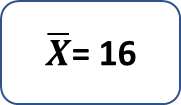 X̅ = 16